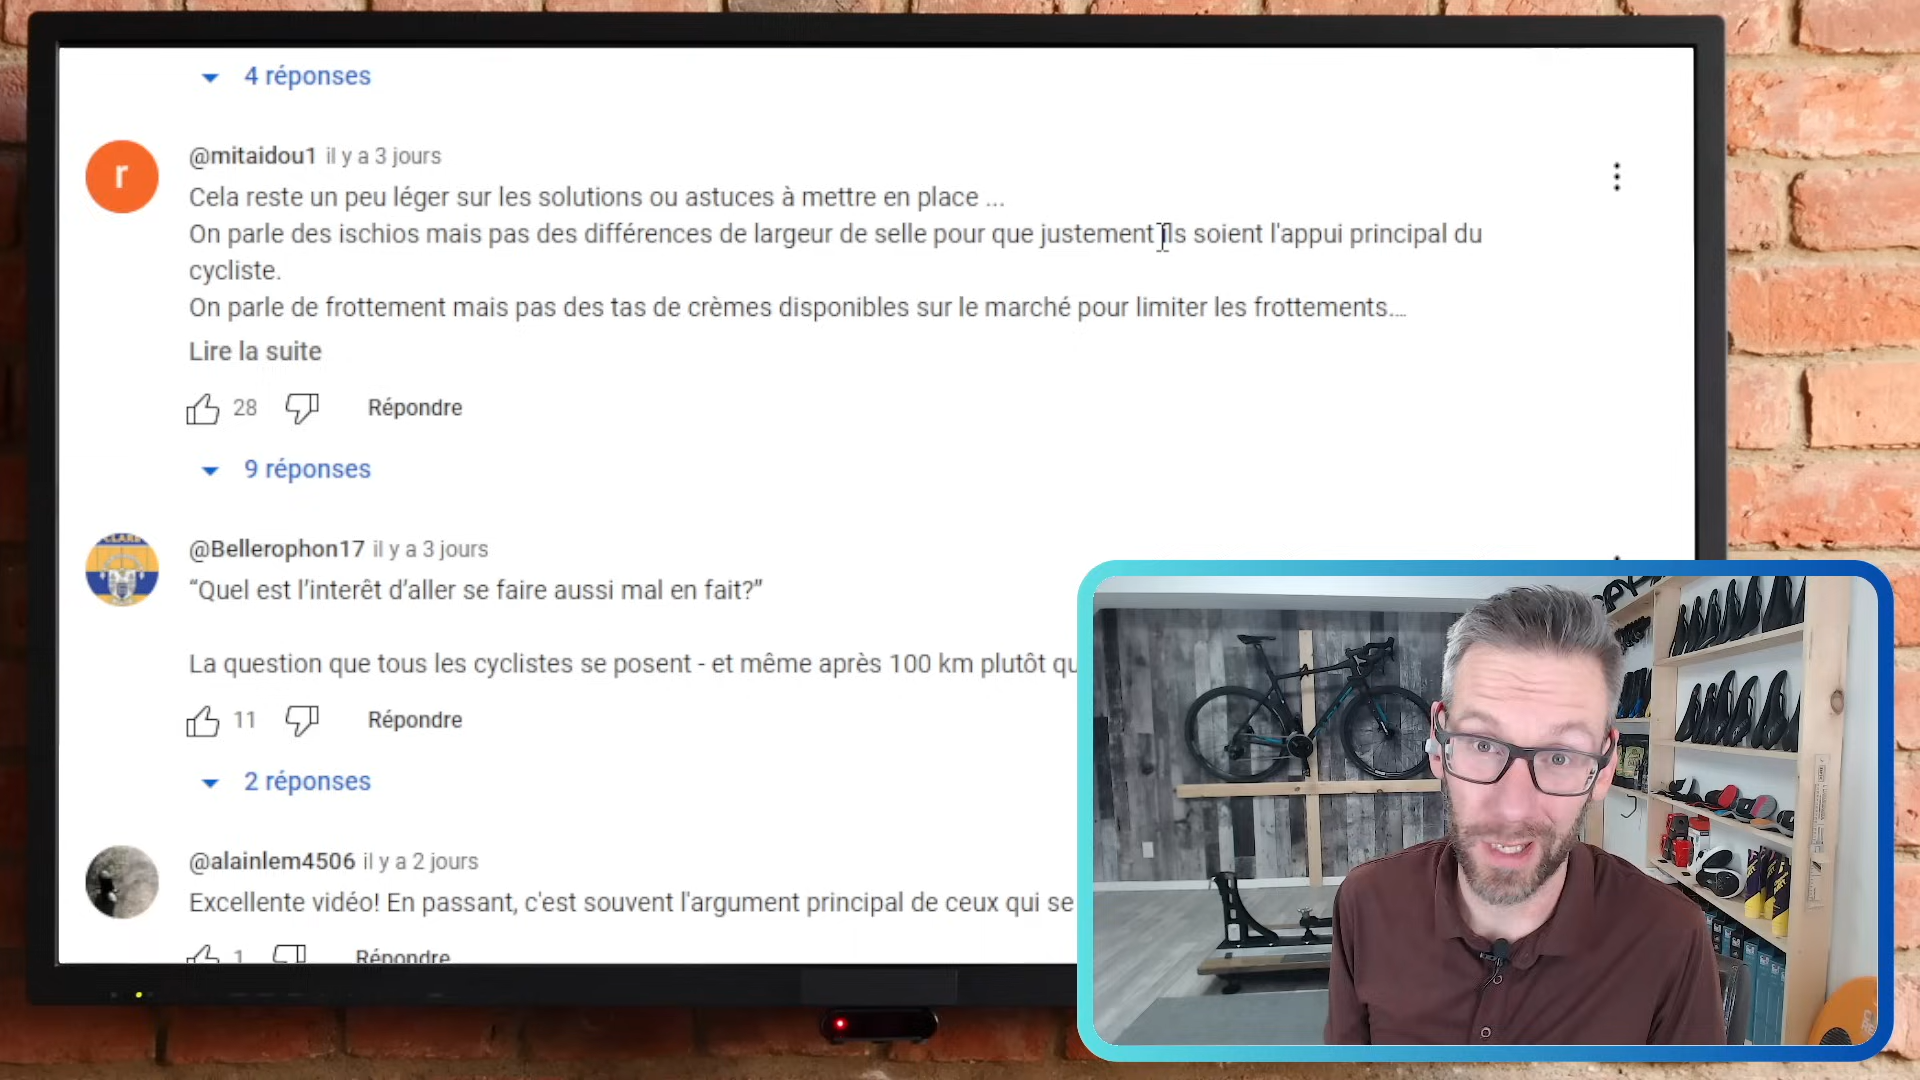 4 réponses
r
@mitaidou1 il y a 3 jours
Cela reste un peu léger sur les solutions ou astuces à mettre en place ...
On parle des ischios mais pas des différences de largeur de selle pour que justement ils soient l'appui principal du
cycliste.
On parle de frottement mais pas des tas de crèmes disponibles sur le marché pour limiter les frottements....
Lire la suite
28 Répondre
9 réponses
CLARE
@Bellerophon17 il y a 3 jours
“Quel est l’interêt d’aller se faire aussi mal en fait?”
La question que tous les cyclistes se posent - et même après 100 km plutôt qu
11 Répondre
2 réponses
@alainlem4506 il y a 2 jours
Excellente vidéo! En passant, c'est souvent l'argument principal de ceux qui se
1 Répondre